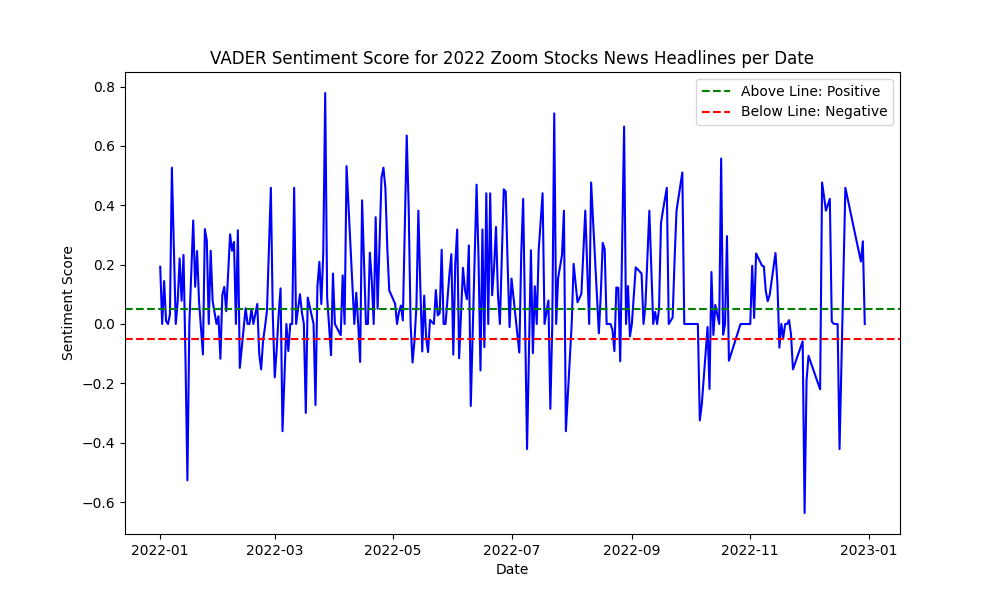 VADER Sentiment Score for 2022 Zoom Stocks News Headlines per Date
Above Line: Positive
Below Line: Negative
Sentiment Score
0.8
0.6
0.4
0.2
0.0
−0.2
−0.4
−0.6
2022-01 2022-03 2022-05 2022-07 2022-09 2022-11 2023-01
Date